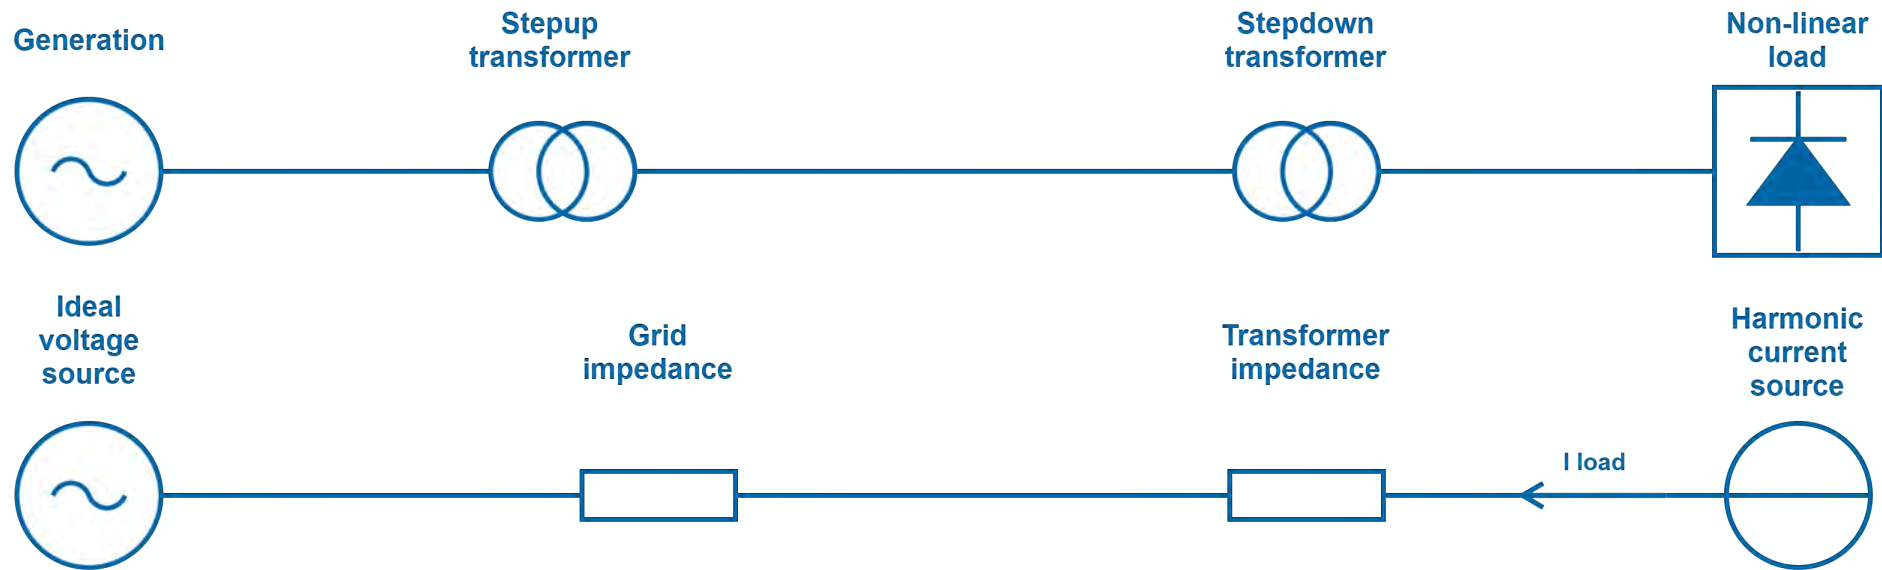 Generation
Stepup
transformer
Stepdown
transformer
Non-linear
load
Ideal
voltage
source
Grid
impedance
Transformer
impedance
Harmonic
current
source
I load